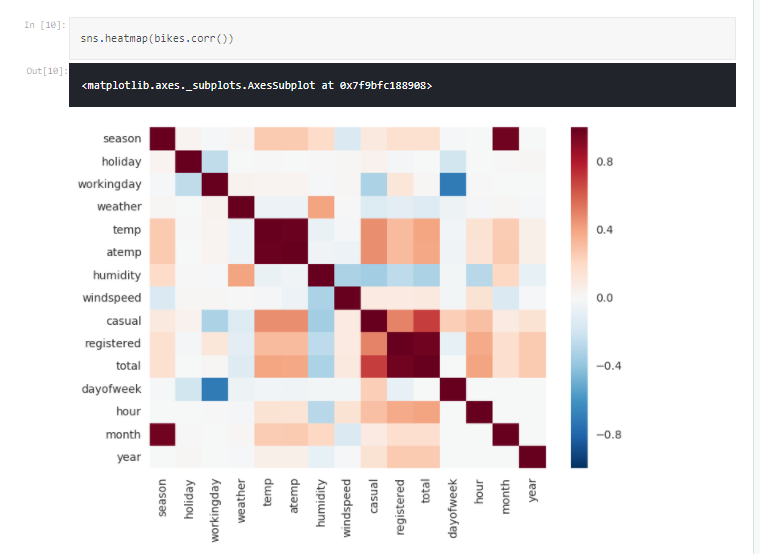 In [10]:
sns.heatmap(bikes.corr())
Out[10]:
<matplotlib.axes._subplots.AxesSubplot at 0x7f9bfc188908>
season
holiday
workingday
weather
temp
atemp
humidity
windspeed
casual
registered
total
dayofweek
hour
month
year
0.8
0.4
0.0
−0.4
−0.8
season
holiday
workingday
weather
temp
atemp
humidity
windspeed
casual
registered
total
dayofweek
hour
month
year